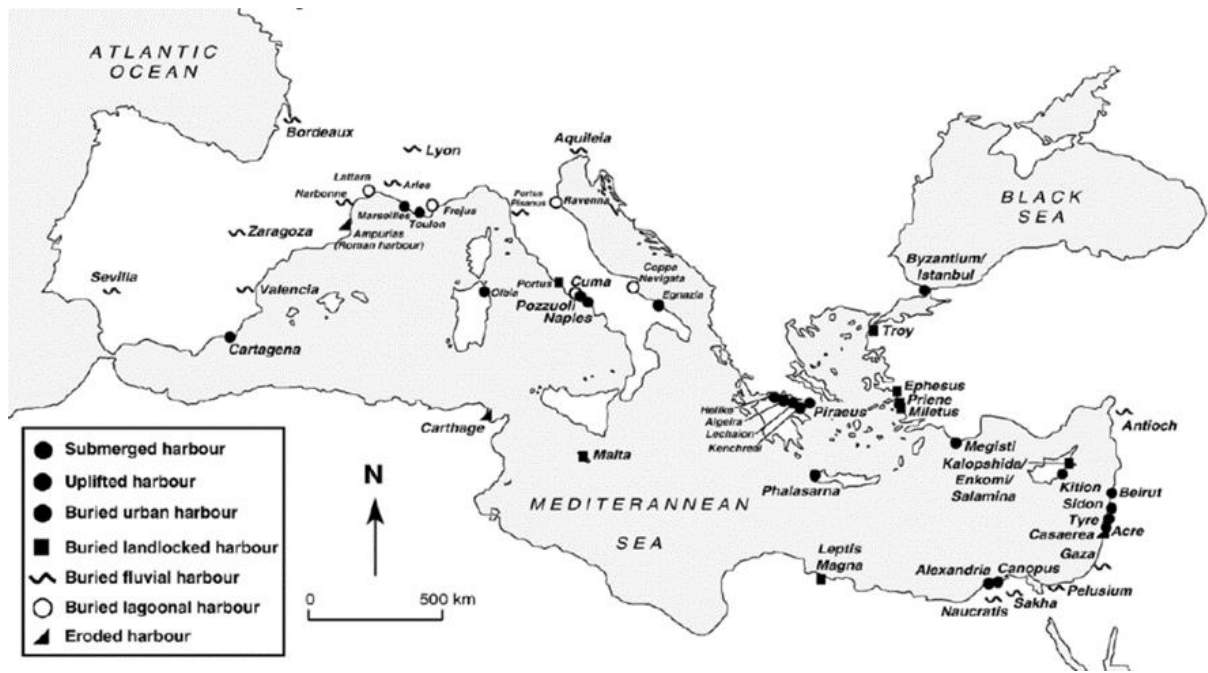 ATLANTIC
OCEAN
Bordeaux
Lyon
Aquileia
Lattara
Arles
Narbonne
Marseilles
Toulon
Frejus
Portus
Pisanus
Ravenna
Ampurias
(Roman harbour)
Zaragoza
Sevilla
Valencia
Cartagena
Olbia
Portus
Cuma
Pozzuoli
Naples
Coppa
Nevigata
Egnazia
BLACK
SEA
Byzantium/
Istanbul
Troy
Ephesus
Priene
Miletus
Helike
Aigeira
Lechaion
Kenchreai
Piraeus
Carthage
Malta
Phalasarna
Megisti
Antioch
Kalopshida/
Enkomi/
Salamina
Kition
Beirut
Sidon
Tyre
Acre
Casaerea
Gaza
MEDITERANNEAN
SEA
Leptis
Magna
Alexandria
Canopus
Pelusium
Sakha
Naucratis
Submerged harbour
Uplifted harbour
Buried urban harbour
Buried landlocked harbour
Buried fluvial harbour
Buried lagoonal harbour
Eroded harbour
N
0 500 km